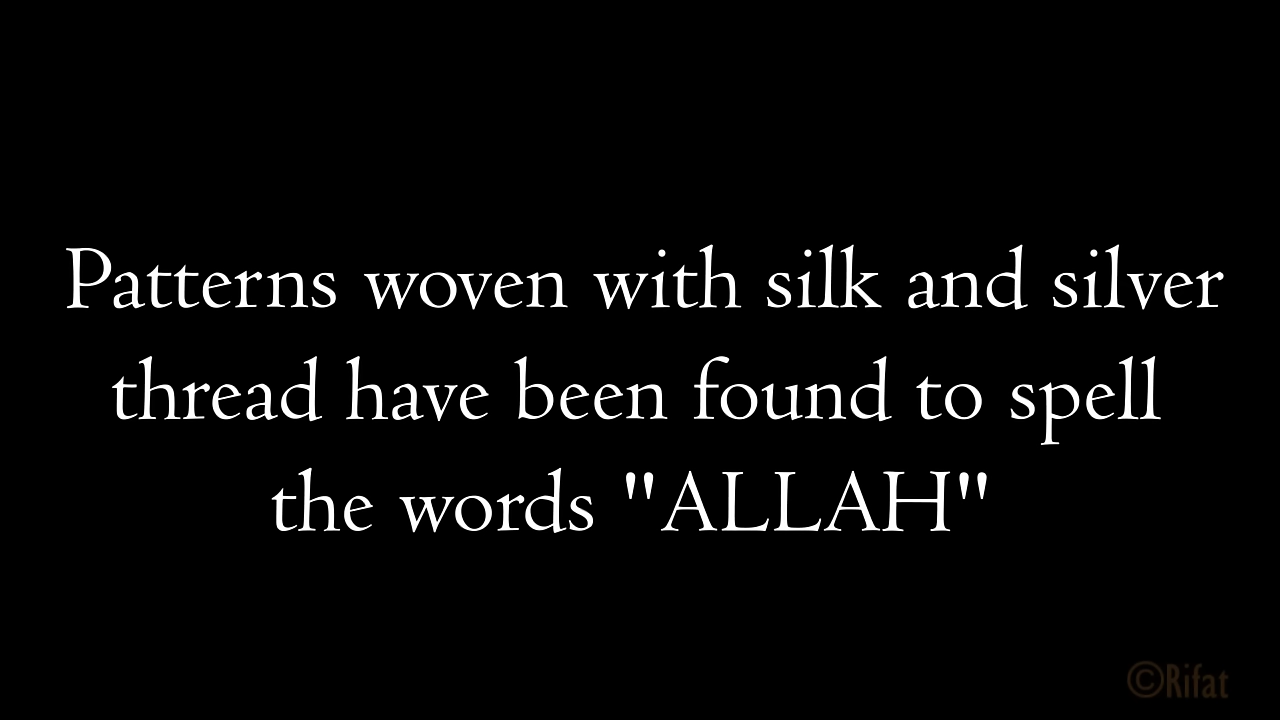 Patterns woven with silk and silver
thread have been found to spell
the words "ALLAH"
©Rifat